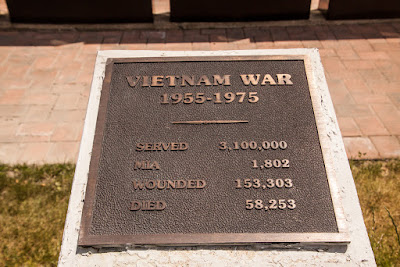 VIETNAM WAR
1955-1975
SERVED 3,100,000
MIA 1,802
WOUNDED 153,303
DIED 58,253